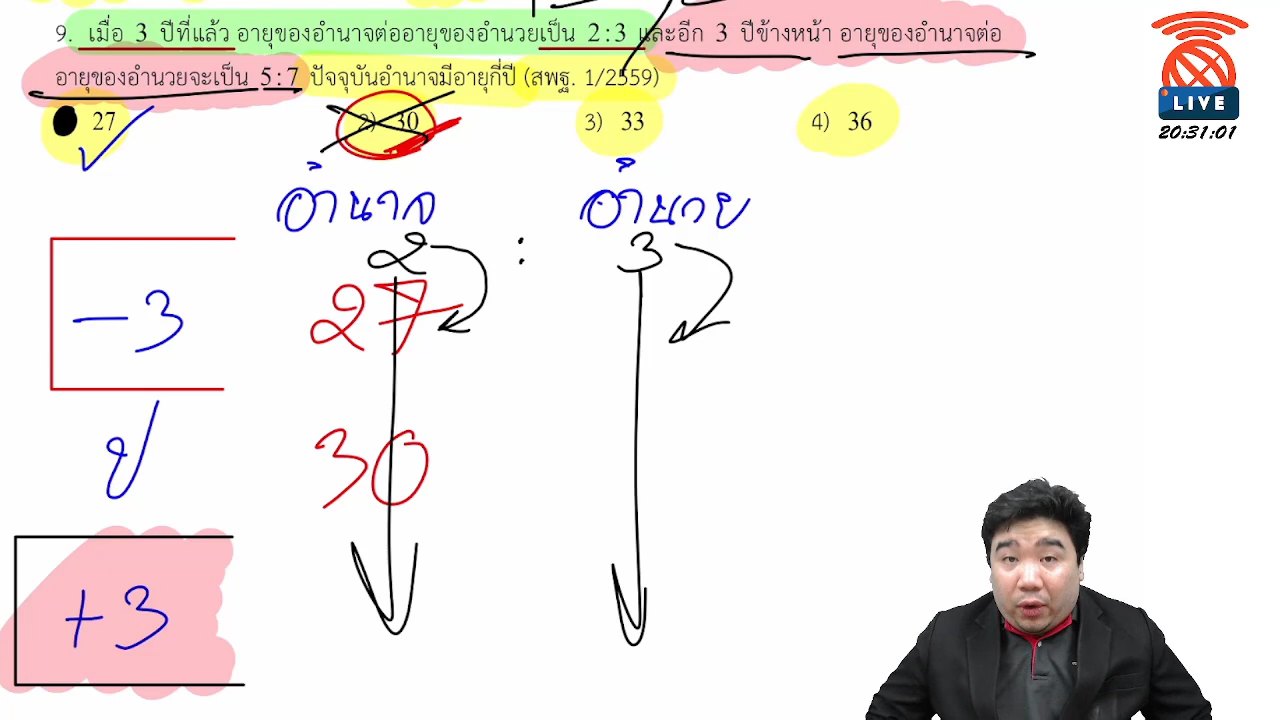 9. เมื่อ 3 ปีที่แล้ว อายุของอำนาจต่ออายุของอำนวยเป็น 2:3 และอีก 3 ปีข้างหน้า อายุของอำนาจต่อ
อายุของอำนวยจะเป็น 5:7 ปัจจุบันอำนาจมีอายุกี่ปี (สพฐ. 1/2559)
27 2) 30 3) 33 4) 36
LIVE
20:31:01
อำนาจ อำนวย
2 : 3
-3 27
ป 30
+3